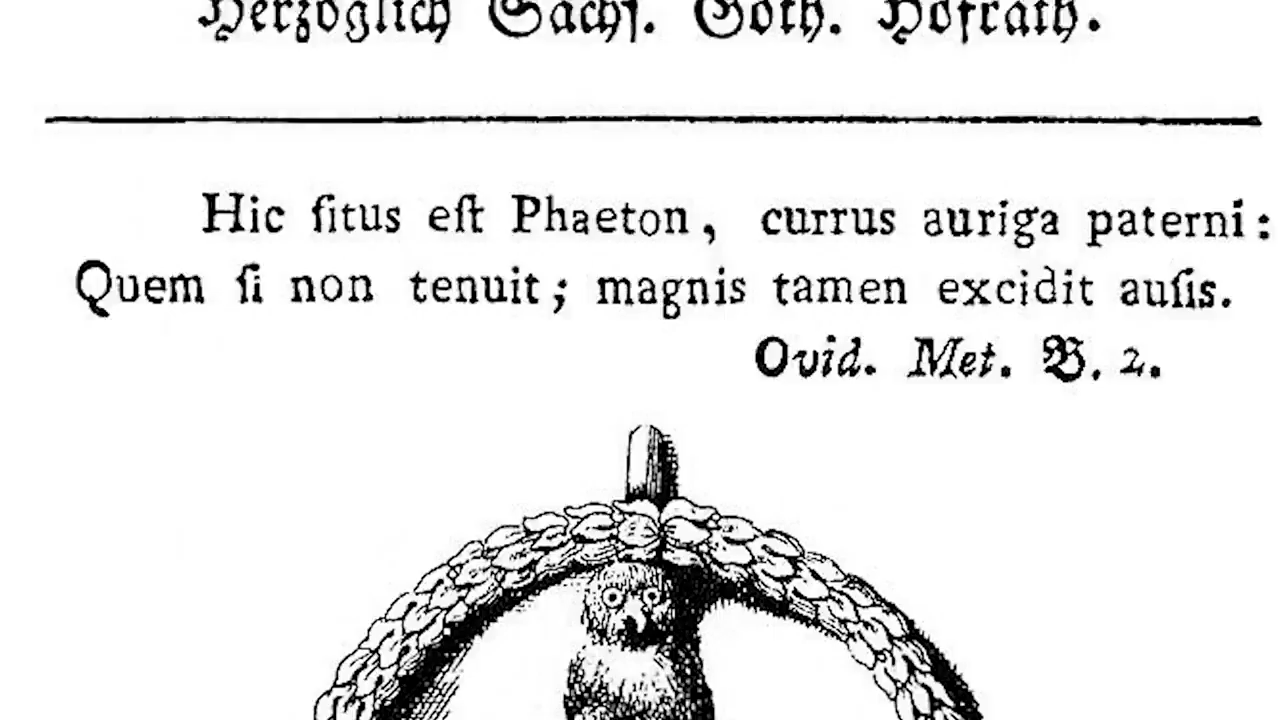 Herzoglich Sächſ. Goth. Hofrath.
Hic ſitus eſt Phaeton, currus auriga paterni:
Quem ſi non tenuit; magnis tamen excidit auſis.
Ovid. Met. B. 2.